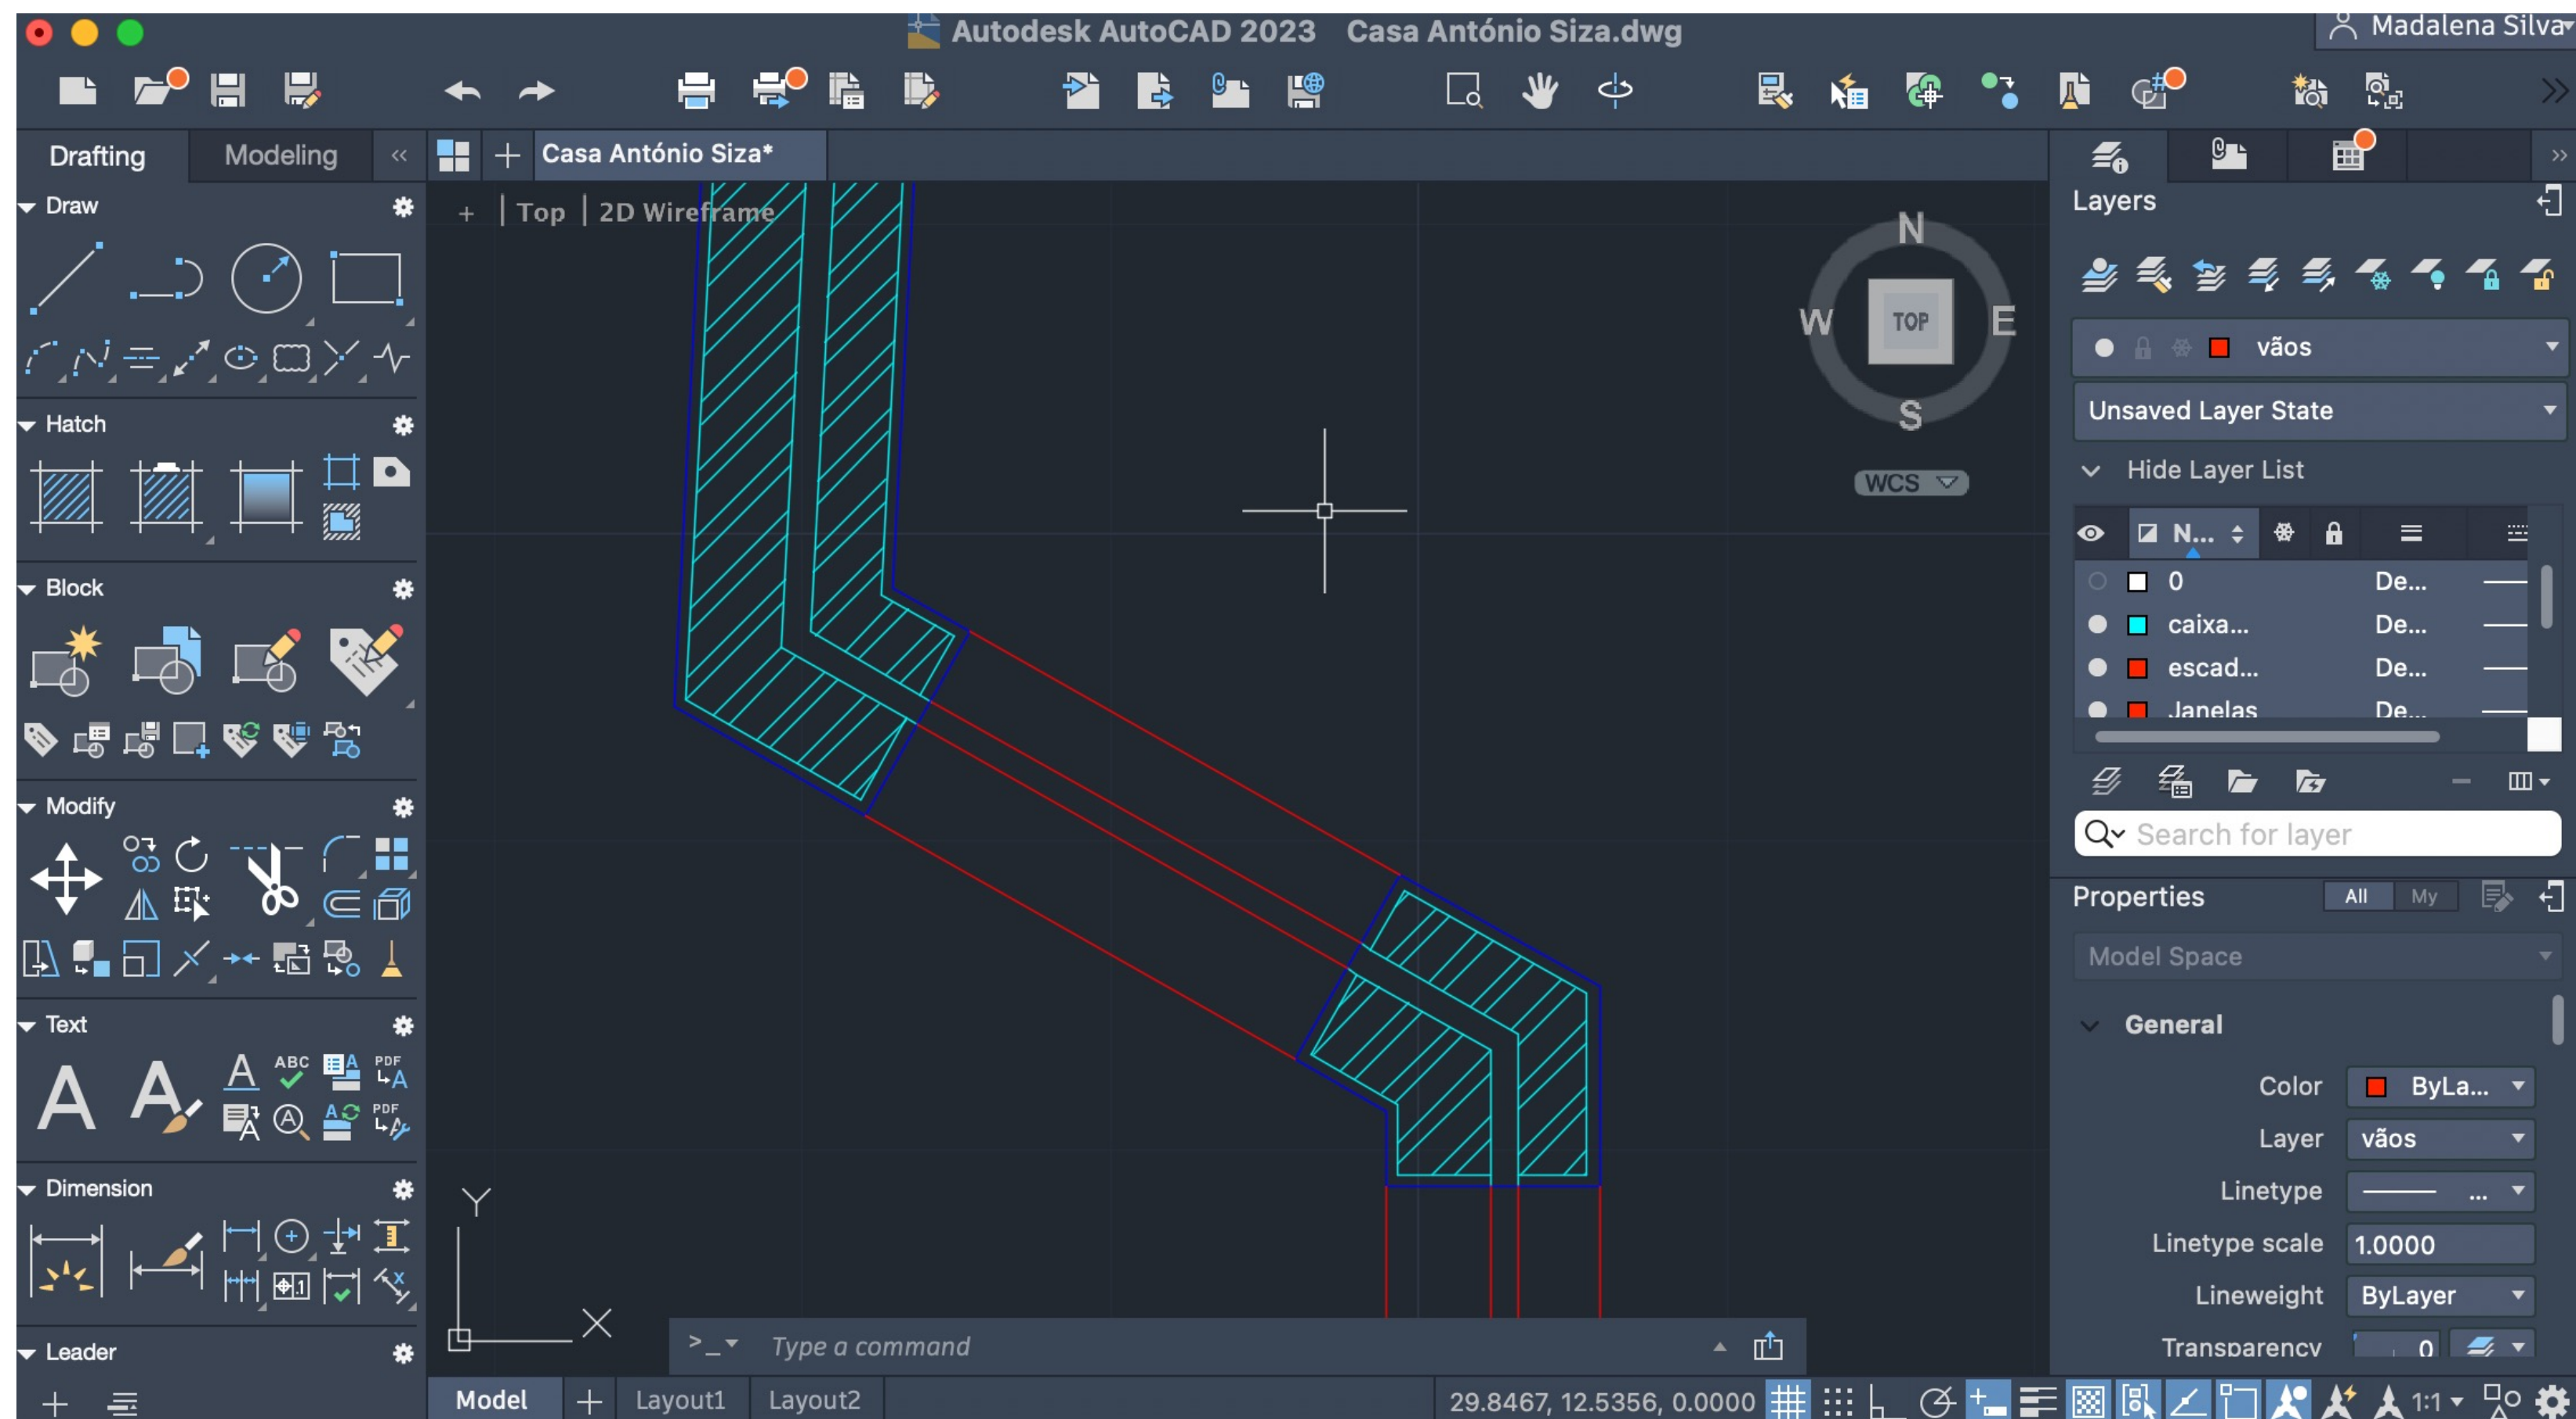 Autodesk AutoCAD 2023 Casa António Siza.dwg
Madalena Silva
Drafting Modeling
Casa António Siza*
Draw
Hatch
Block
Modify
Text
A A A ABC A PDF A
A A A PDF
Dimension
.1
x
Leader
+ | Top | 2D Wireframe
N
W TOP E
S
WCS
Y
X
>_ Type a command
Model + Layout1 Layout2
29.8467, 12.5356, 0.0000
1:1
Layers
vãos
Unsaved Layer State
Hide Layer List
N...
0 De...
caixa... De...
escad... De...
Janelas De...
Search for layer
Properties All My
Model Space
General
Color ByLa...
Layer vãos
Linetype ...
Linetype scale 1.0000
Lineweight ByLayer
Transparency 0